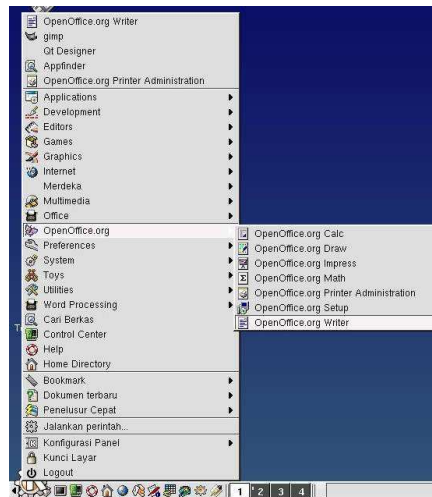 OpenOffice.org Writer
gimp
Qt Designer
Appfinder
OpenOffice.org Printer Administration
Applications
Development
Editors
Games
Graphics
Internet
Merdeka
Multimedia
Office
OpenOffice.org
Preferences
System
Toys
Utilities
Word Processing
Cari Berkas
Control Center
Help
Home Directory
Bookmark
Dokumen terbaru
Penelusur Cepat
Jalankan perintah...
Konfigurasi Panel
Kunci Layar
Logout
OpenOffice.org Calc
OpenOffice.org Draw
OpenOffice.org Impress
OpenOffice.org Math
OpenOffice.org Printer Administration
OpenOffice.org Setup
OpenOffice.org Writer
1 2 3 4